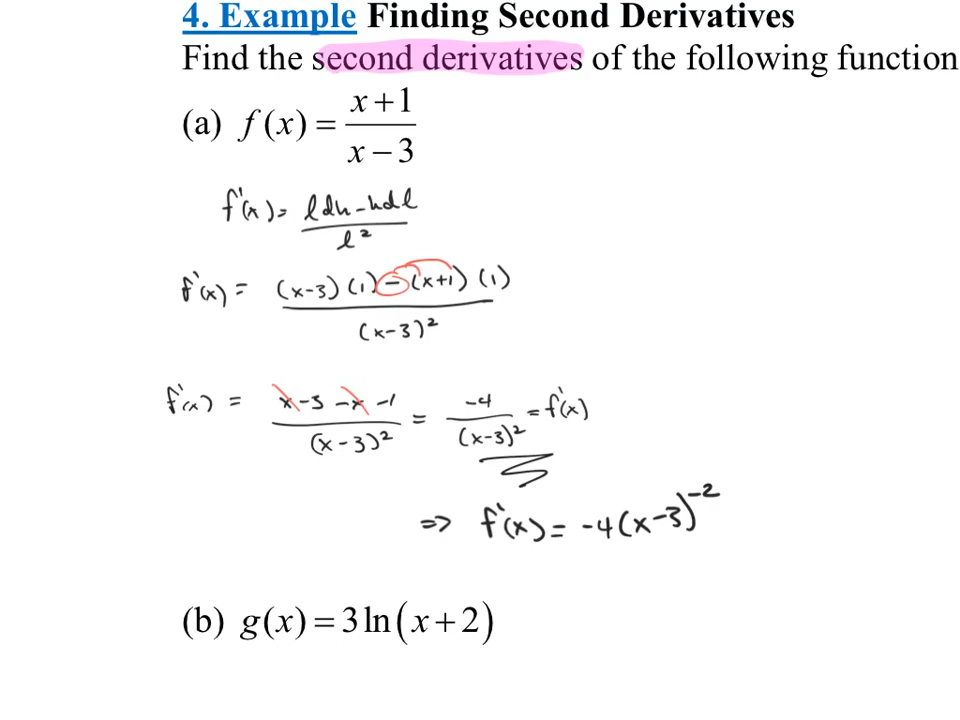 4. Example Finding Second Derivatives
Find the second derivatives of the following function
(a) f(x) = (x+1)/(x−3)
f'(x) = (ldh − hdl)/l²
f'(x) = ((x−3)(1) − (x+1)(1))/(x−3)²
f'(x) = (x−3 −x −1)/(x−3)² = −4/(x−3)² = f'(x)
⇒ f'(x) = −4(x−3)⁻²
(b) g(x) = 3ln(x+2)